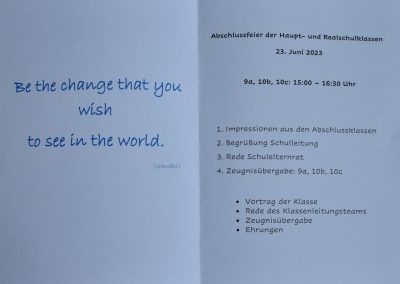 Be the change that you
wish
to see in the world.
(Gandhi)
Abschlussfeier der Haupt- und Realschulklassen
23. Juni 2023
9a, 10b, 10c: 15:00 – 16:30 Uhr
1. Impressionen aus den Abschlussklassen
2. Begrüßung Schulleitung
3. Rede Schulelternrat
4. Zeugnisübergabe: 9a, 10b, 10c
• Vortrag der Klasse
• Rede des Klassenleitungsteams
• Zeugnisübergabe
• Ehrungen